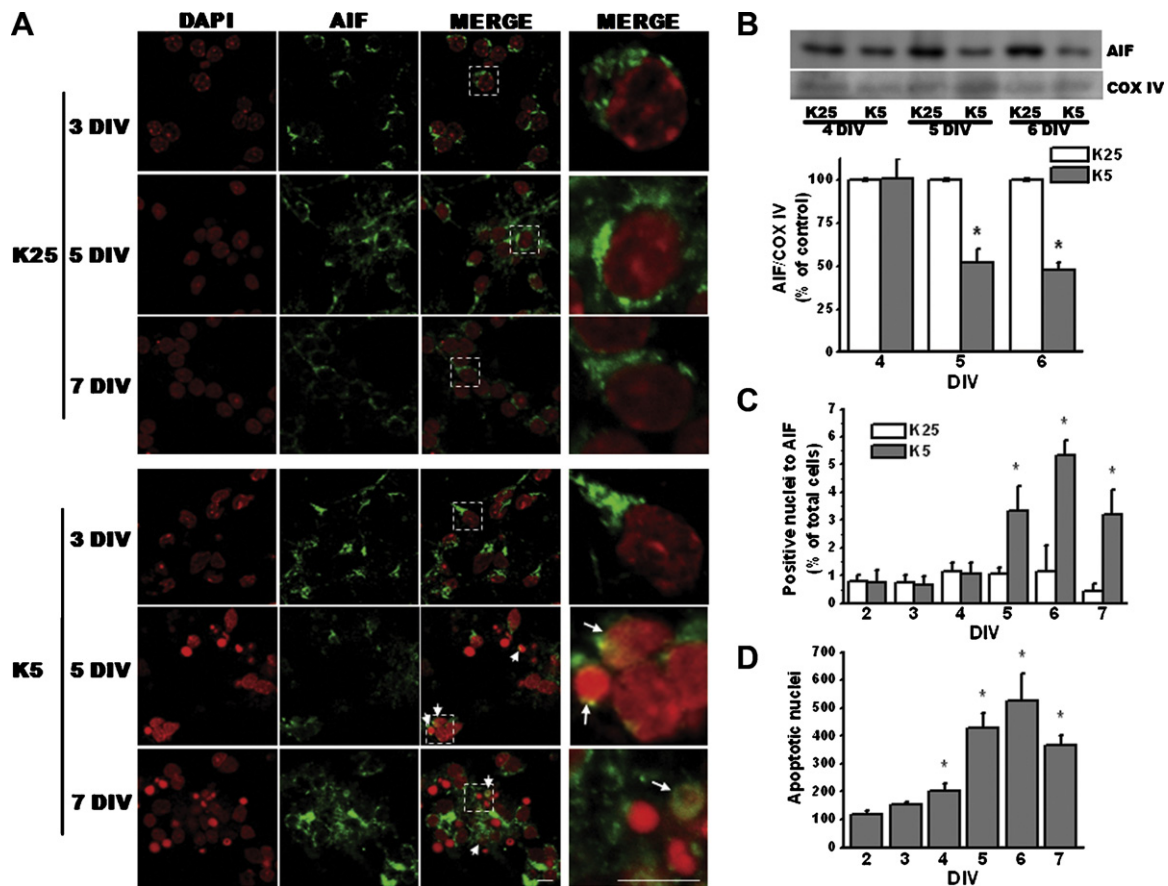 A
DAPI AIF MERGE MERGE
K25
3 DIV
5 DIV
7 DIV
K5
3 DIV
5 DIV
7 DIV
B
AIF
COX IV
K25 K5 K25 K5 K25 K5
4 DIV 5 DIV 6 DIV
K25
K5
AIF/COX IV
(% of control)
100
75
50
25
0
*
*
4 5 6
DIV
C
K25
K5
Positive nuclei to AIF
(% of total cells)
7
6
5
4
3
2
1
0
*
*
*
2 3 4 5 6 7
DIV
D
Apoptotic nuclei
700
600
500
400
300
200
100
*
*
*
*
2 3 4 5 6 7
DIV